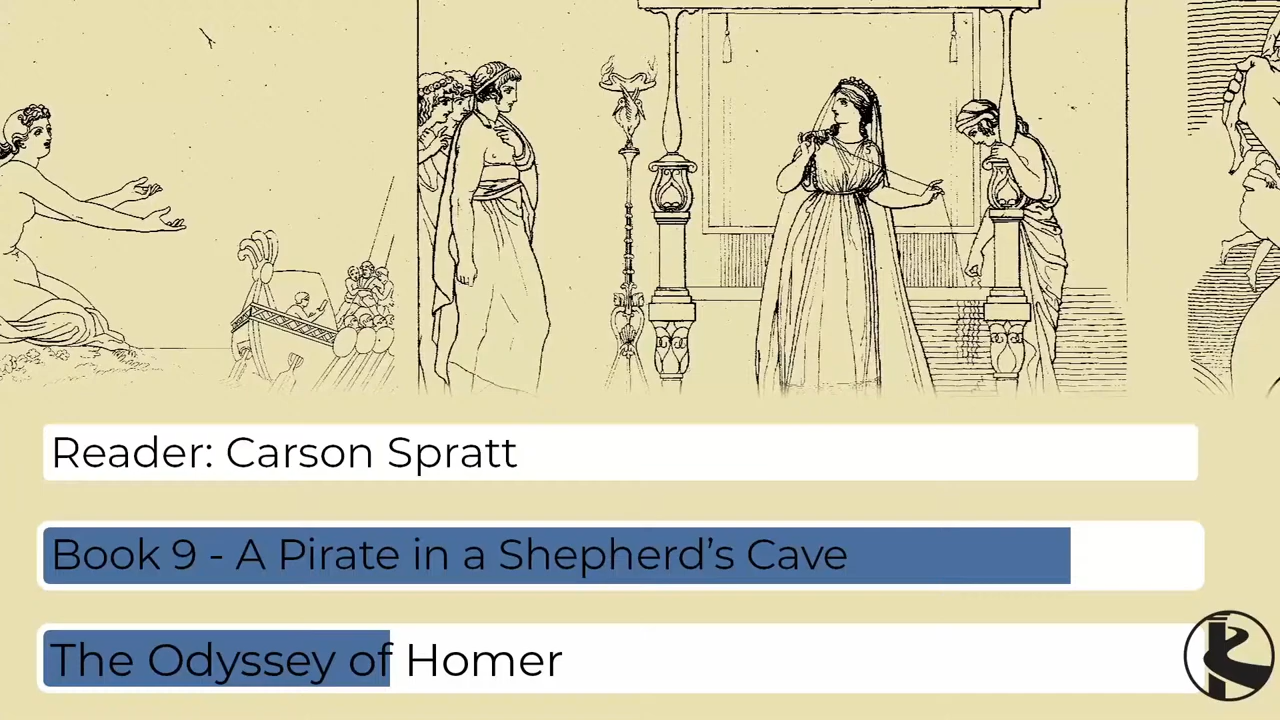 Reader: Carson Spratt
Book 9 - A Pirate in a Shepherd’s Cave
The Odyssey of Homer